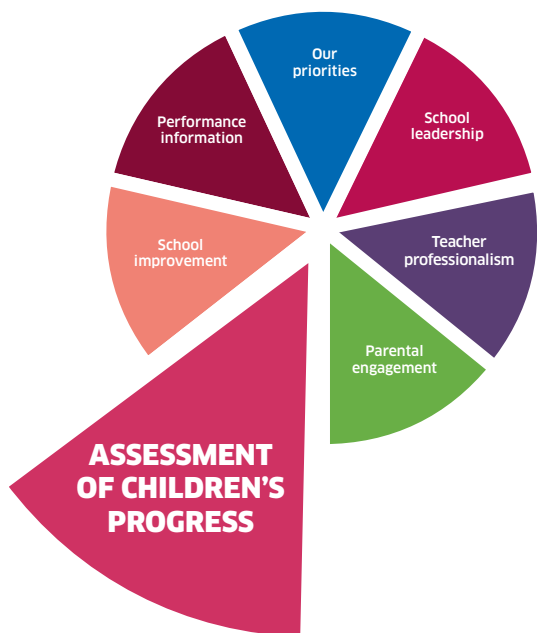 Our
priorities
School
leadership
Performance
information
Teacher
professionalism
School
improvement
Parental
engagement
ASSESSMENT
OF CHILDREN’S
PROGRESS